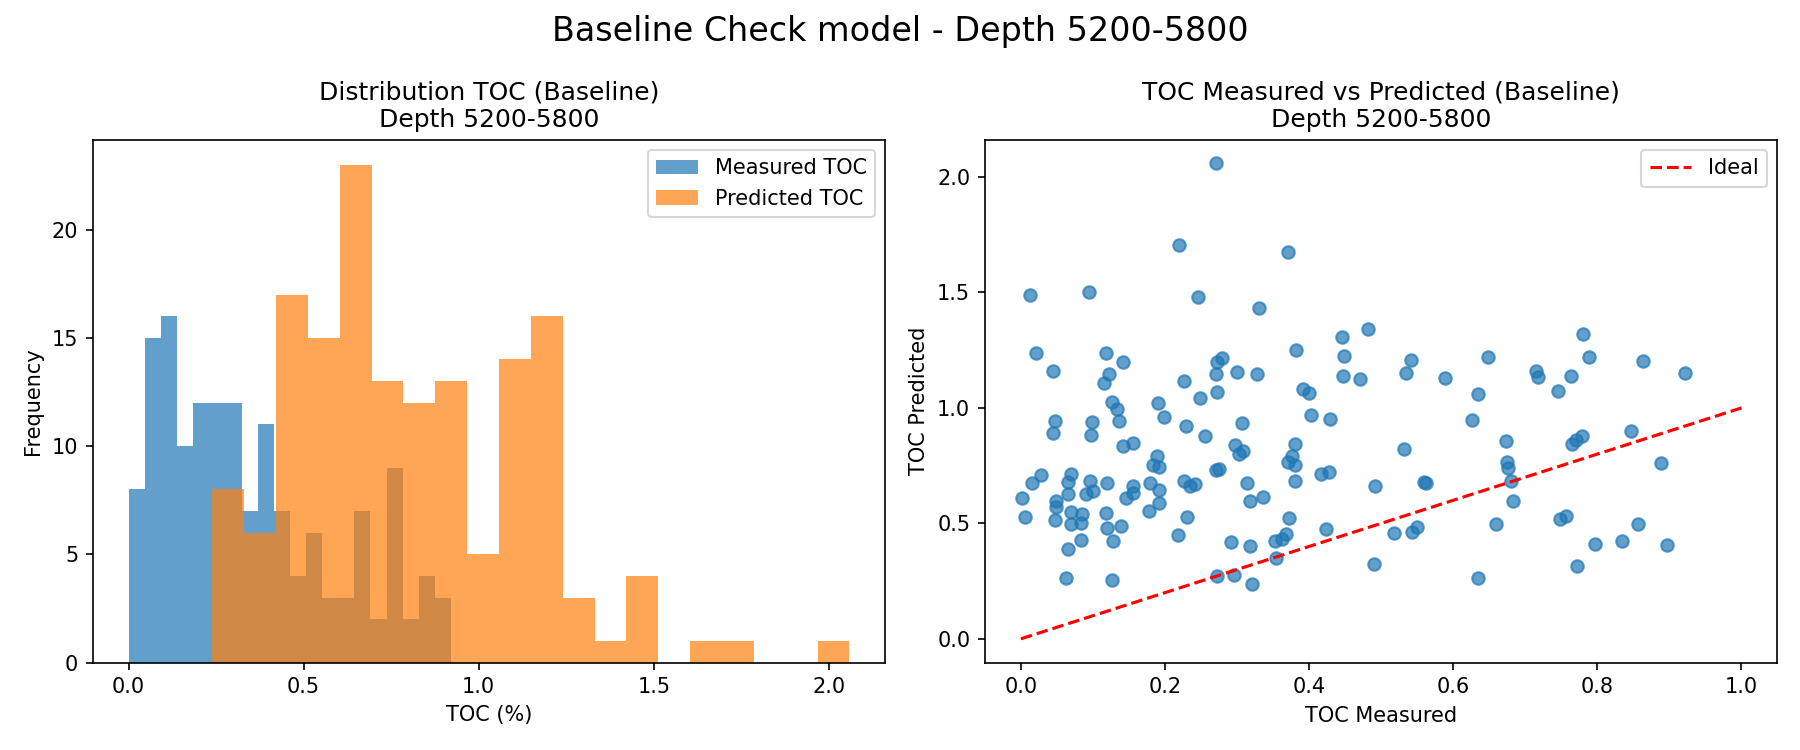 Baseline Check model - Depth 5200-5800
Distribution TOC (Baseline)
Depth 5200-5800
Measured TOC
Predicted TOC
Frequency
20
15
10
5
0
0.0 0.5 1.0 1.5 2.0
TOC (%)
TOC Measured vs Predicted (Baseline)
Depth 5200-5800
Ideal
TOC Predicted
2.0
1.5
1.0
0.5
0.0
0.0 0.2 0.4 0.6 0.8 1.0
TOC Measured